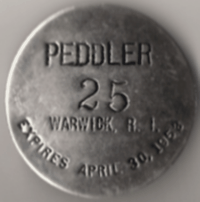 PEDDLER
25
WARWICK, R. I.
EXPIRES APRIL 30,